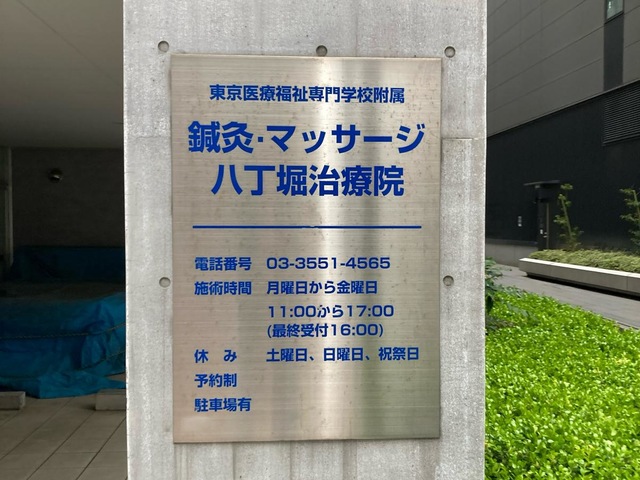 東京医療福祉専門学校附属
鍼灸･マッサージ
八丁堀治療院
電話番号 03-3551-4565
施術時間 月曜日から金曜日
11:00から17:00
(最終受付16:00)
休み 土曜日、日曜日、祝祭日
予約制
駐車場有